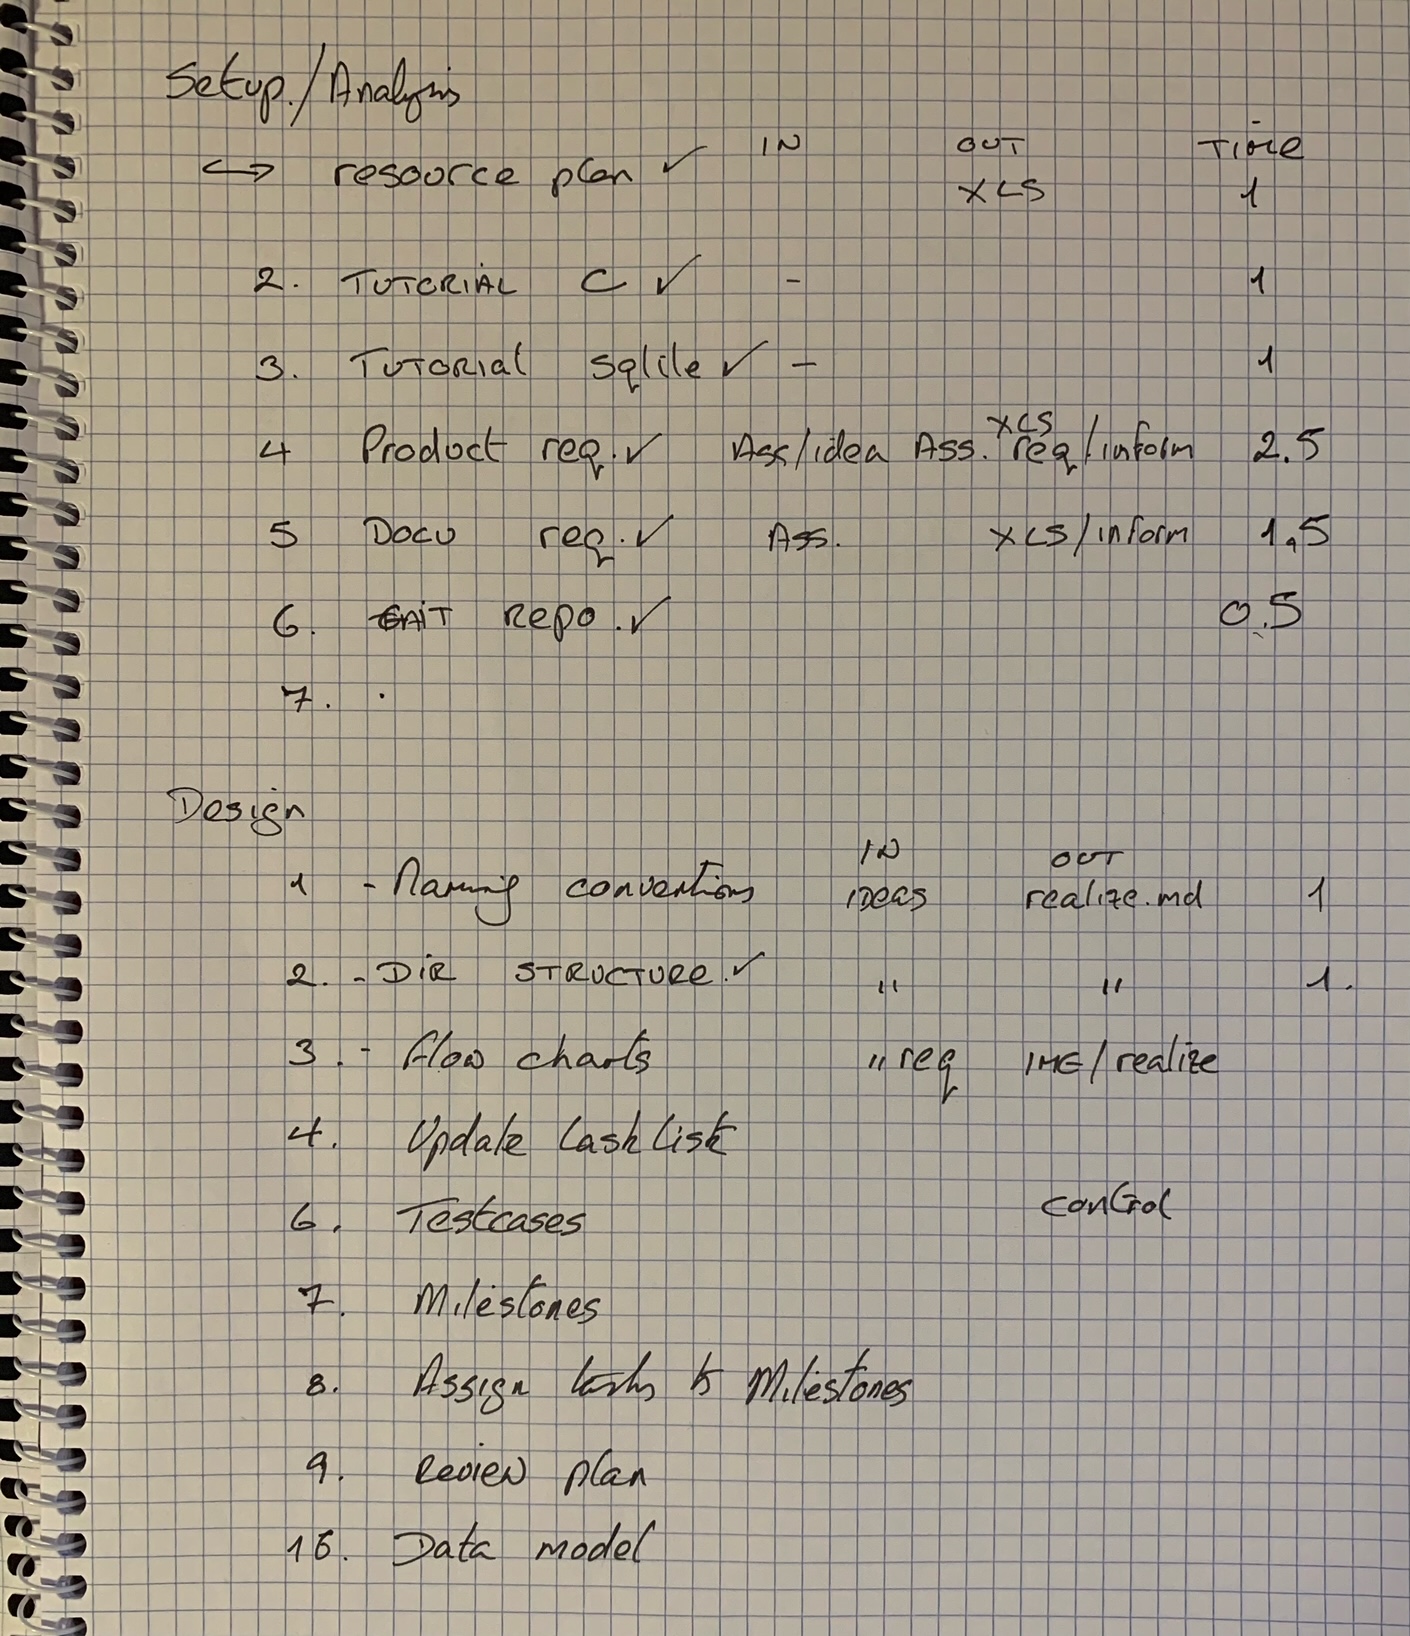 Setup./Analysis
IN OUT Time
↔ resource plan ✓ XLS 1
2. TUTORIAL C ✓ - 1
3. TUTORIAL sqlite ✓ - 1
XLS
4 Product req. ✓ Ass/idea Ass. req/inform 2.5
5 Docu req. ✓ Ass. XLS/inform 1,5
6. GIT Repo. ✓ 0.5
7. .
Design
IN OUT
1 - Naming conventions IDeas realize.md 1
2. - DIR STRUCTURE. ✓ " " 1.
3. - flow charts " req /realize
4. Update tasklist
6. Testcases control
7. Milestones
8. Assign tasks to Milestones
9. Review plan
10. Data model